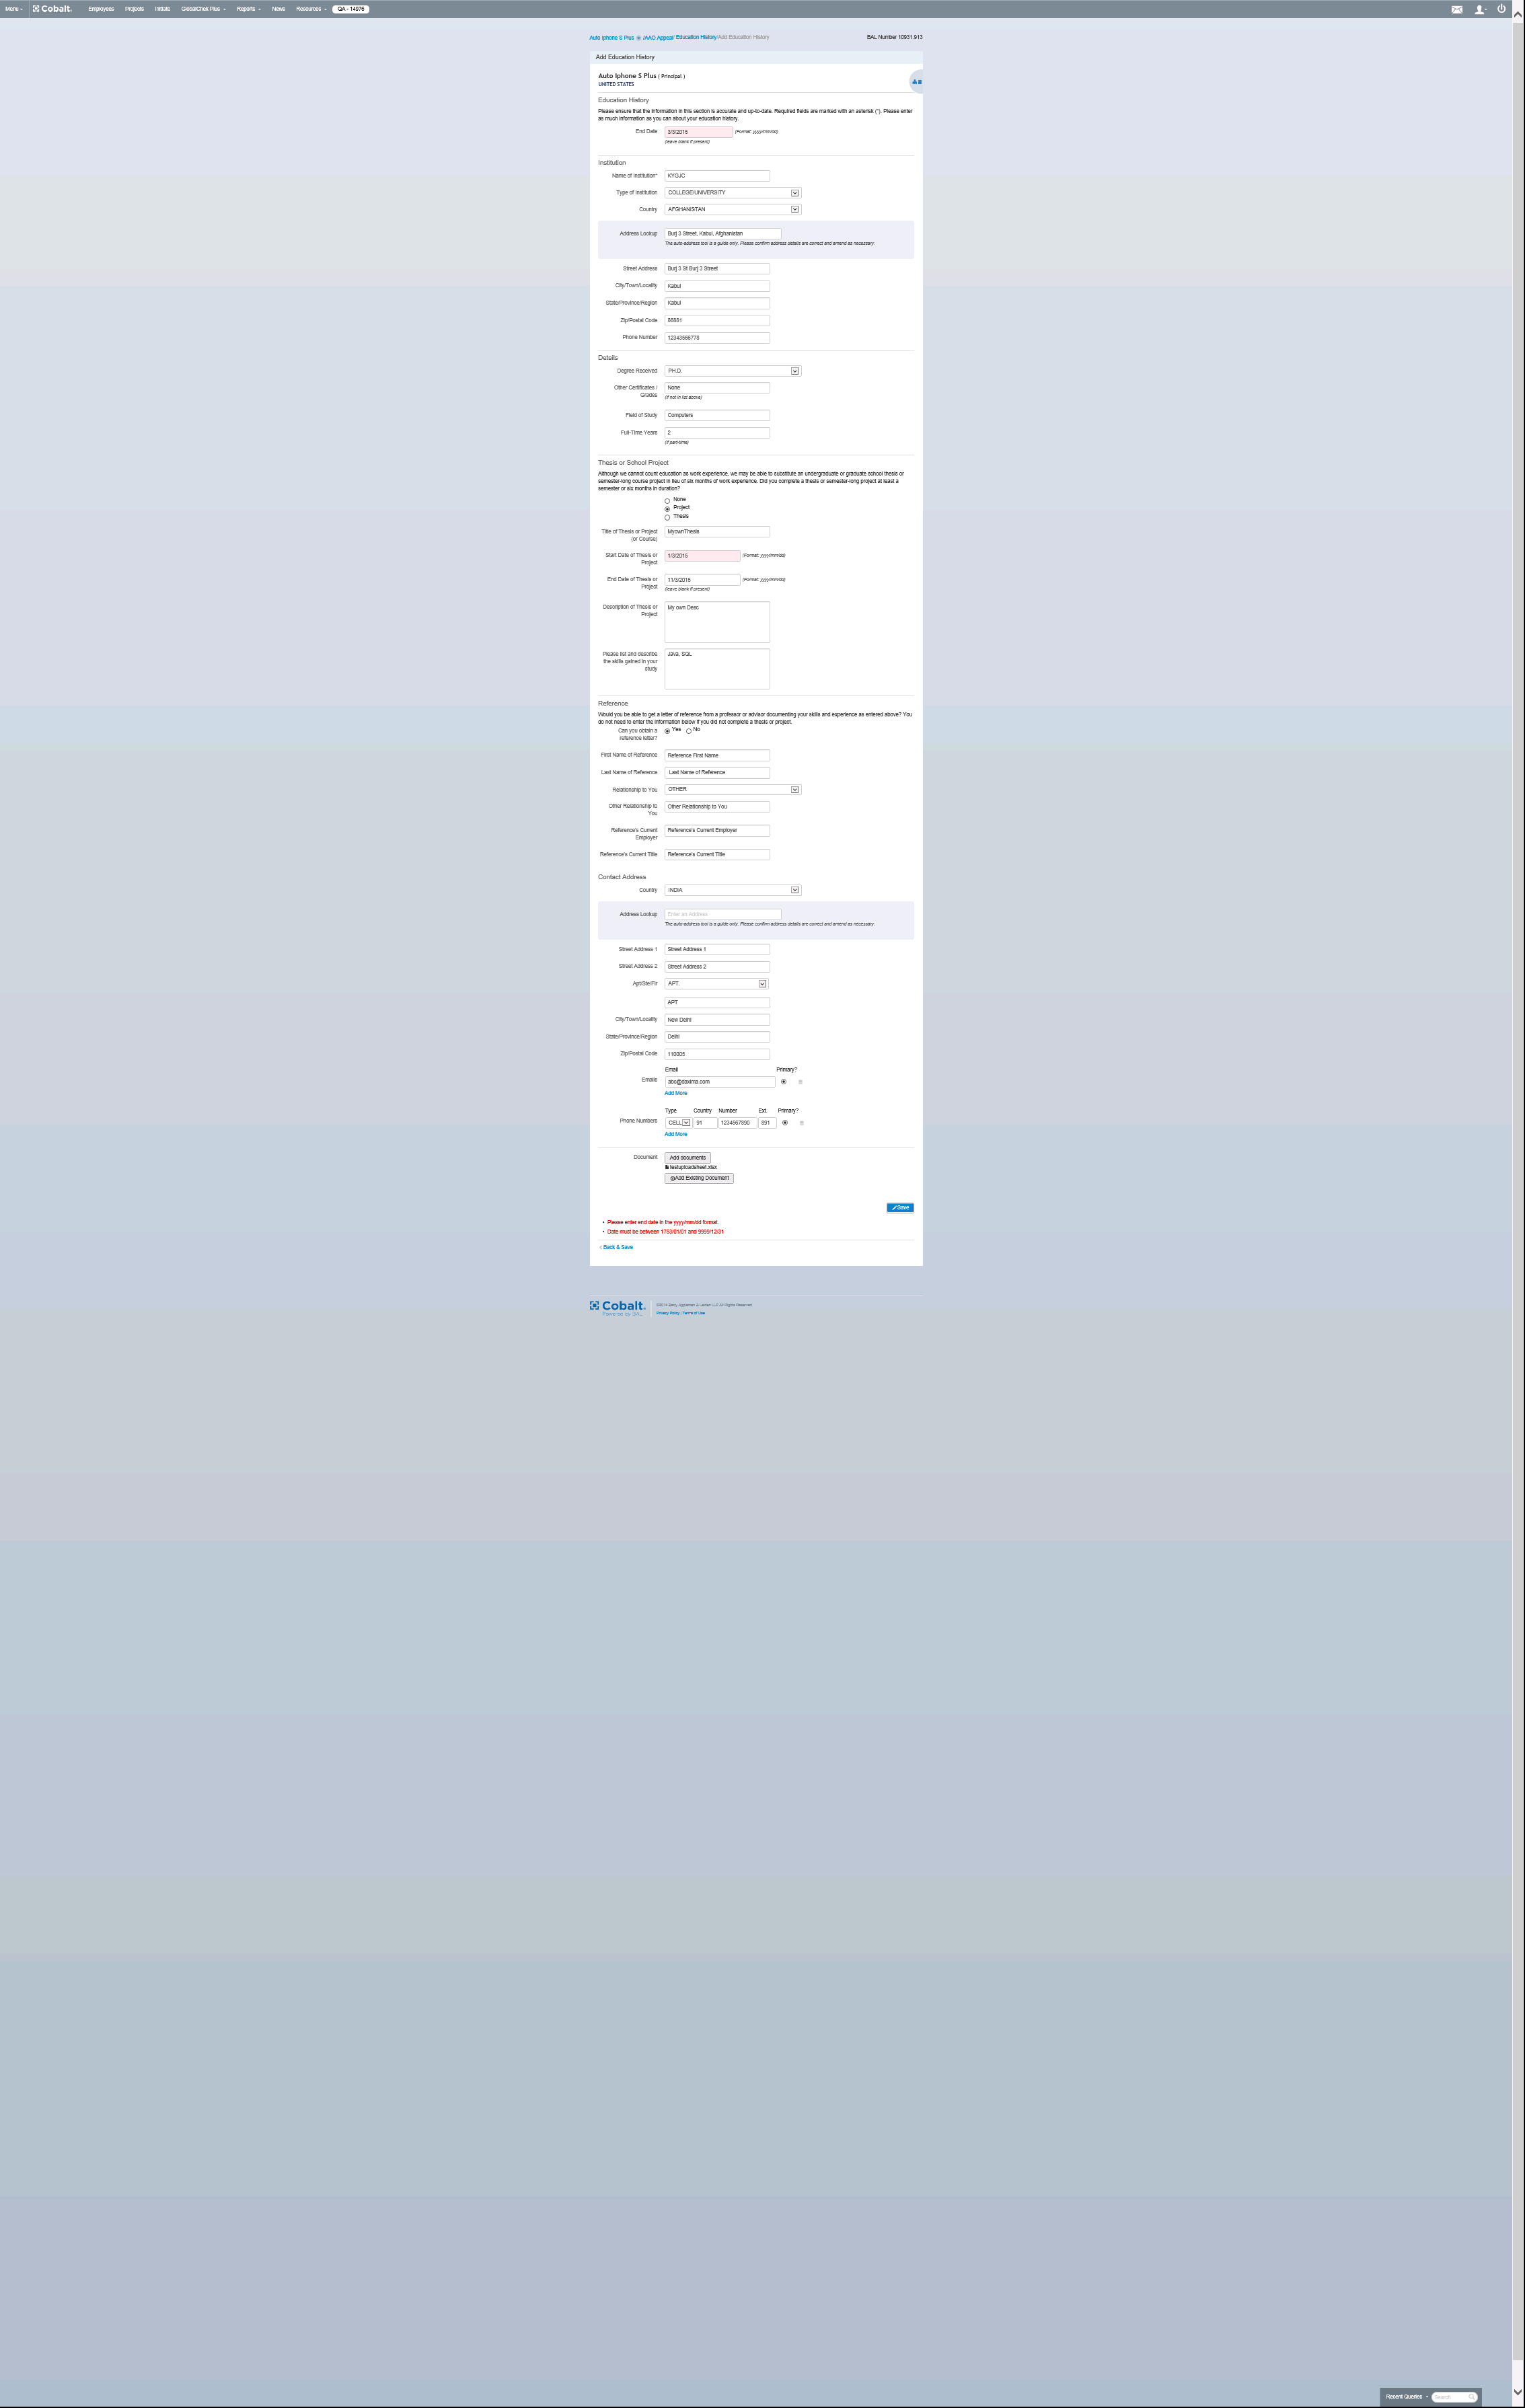 Menu
Cobalt.
Employees
Projects
Initiate
GlobalChek Plus
Reports
News
Resources
QA - 14976
Auto Iphone S Plus /AAO Appeal/ Education History/Add Education History
BAL Number 10931.913
Add Education History
Auto Iphone S Plus ( Principal )
UNITED STATES
Education History
Please ensure that the information in this section is accurate and up-to-date. Required fields are marked with an asterisk (*). Please enter
as much information as you can about your education history.
End Date 3/3/2015 (Format: yyyy/mm/dd)
(leave blank if present)
Institution
Name of Institution* KYGJC
Type of Institution COLLEGE/UNIVERSITY
Country AFGHANISTAN
Address Lookup Burj 3 Street, Kabul, Afghanistan
The auto-address tool is a guide only. Please confirm address details are correct and amend as necessary.
Street Address Burj 3 St Burj 3 Street
City/Town/Locality Kabul
State/Province/Region Kabul
Zip/Postal Code
Phone Number
Details
Degree Received PH.D.
Other Certificates /
Grades
None
(if not in list above)
Field of Study Computers
Full-Time Years 2
(if part-time)
Thesis or School Project
Although we cannot count education as work experience, we may be able to substitute an undergraduate or graduate school thesis or
semester-long course project in lieu of six months of work experience. Did you complete a thesis or semester-long project at least a
semester or six months in duration?
None
Project
Thesis
Title of Thesis or Project
(or Course)
MyownThesis
Start Date of Thesis or
Project
1/3/2015 (Format: yyyy/mm/dd)
End Date of Thesis or
Project
11/3/2015 (Format: yyyy/mm/dd)
(leave blank if present)
Description of Thesis or
Project
My own Desc
Please list and describe
the skills gained in your
study
Java, SQL
Reference
Would you be able to get a letter of reference from a professor or advisor documenting your skills and experience as entered above? You
do not need to enter the information below if you did not complete a thesis or project.
Can you obtain a
reference letter?
Yes No
First Name of Reference Reference First Name
Last Name of Reference Last Name of Reference
Relationship to You OTHER
Other Relationship to
You
Other Relationship to You
Reference's Current
Employer
Reference's Current Employer
Reference's Current Title Reference's Current Title
Contact Address
Country INDIA
Address Lookup Enter an Address
The auto-address tool is a guide only. Please confirm address details are correct and amend as necessary.
Street Address 1 Street Address 1
Street Address 2 Street Address 2
Apt/Ste/Flr APT.
APT
City/Town/Locality New Delhi
State/Province/Region Delhi
Zip/Postal Code
Email Primary?
Emails abc@daxima.com
Add More
Type Country Number Ext. Primary?
Phone Numbers CELL 91 1234567890 891
Add More
Document Add documents
testuploadsheet.xlsx
Add Existing Document
Save
• Please enter end date in the yyyy/mm/dd format.
• Date must be between 1753/01/01 and 9999/12/31
Back & Save
Cobalt.
Powered by BAL.
Privacy Policy | Terms of Use
Recent Queries
Search